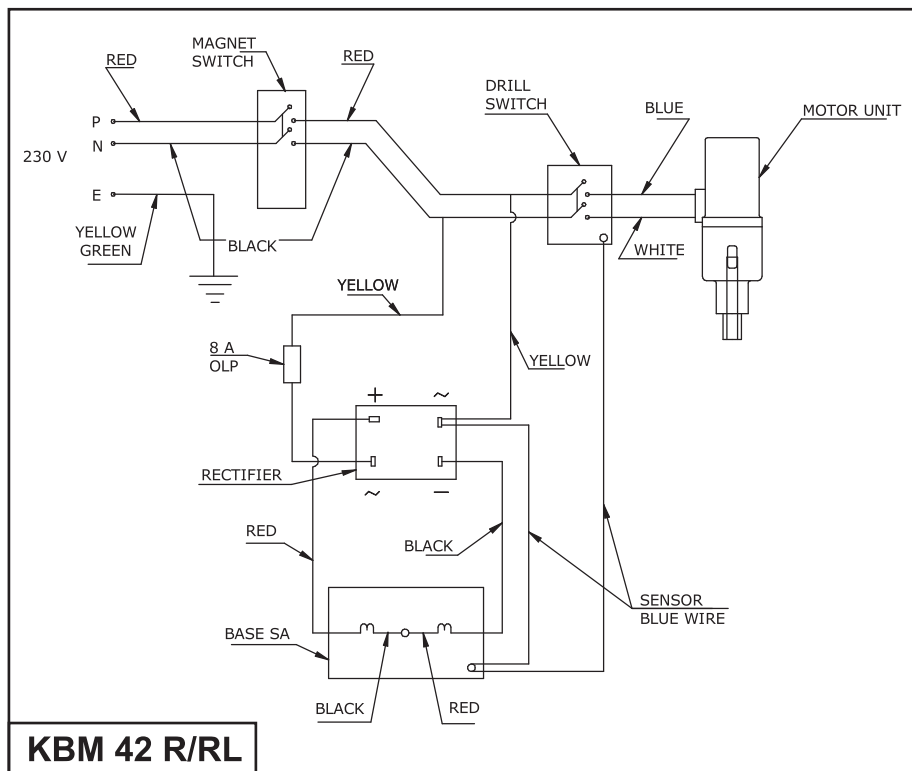 MAGNET
SWITCH
RED
RED
DRILL
SWITCH
BLUE
MOTOR UNIT
P
N
230 V
E
YELLOW
GREEN
BLACK
WHITE
YELLOW
8 A
OLP
YELLOW
+ ~
RECTIFIER
~ −
RED
BLACK
SENSOR
BLUE WIRE
BASE SA
BLACK
RED
KBM 42 R/RL